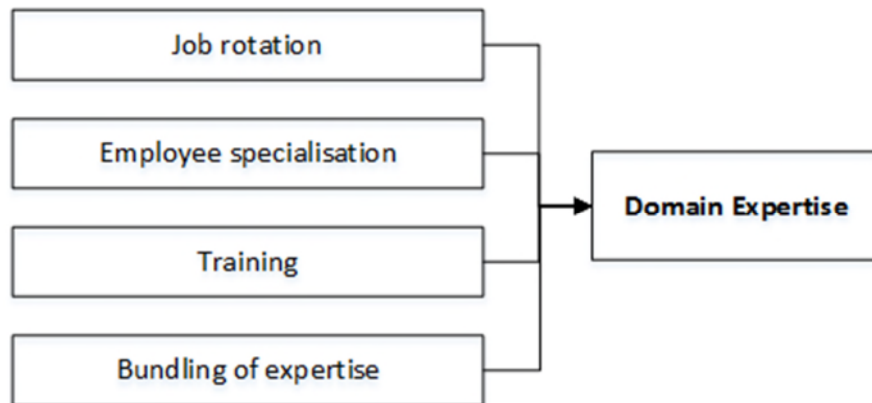 Job rotation
Employee specialisation
Domain Expertise
Training
Bundling of expertise